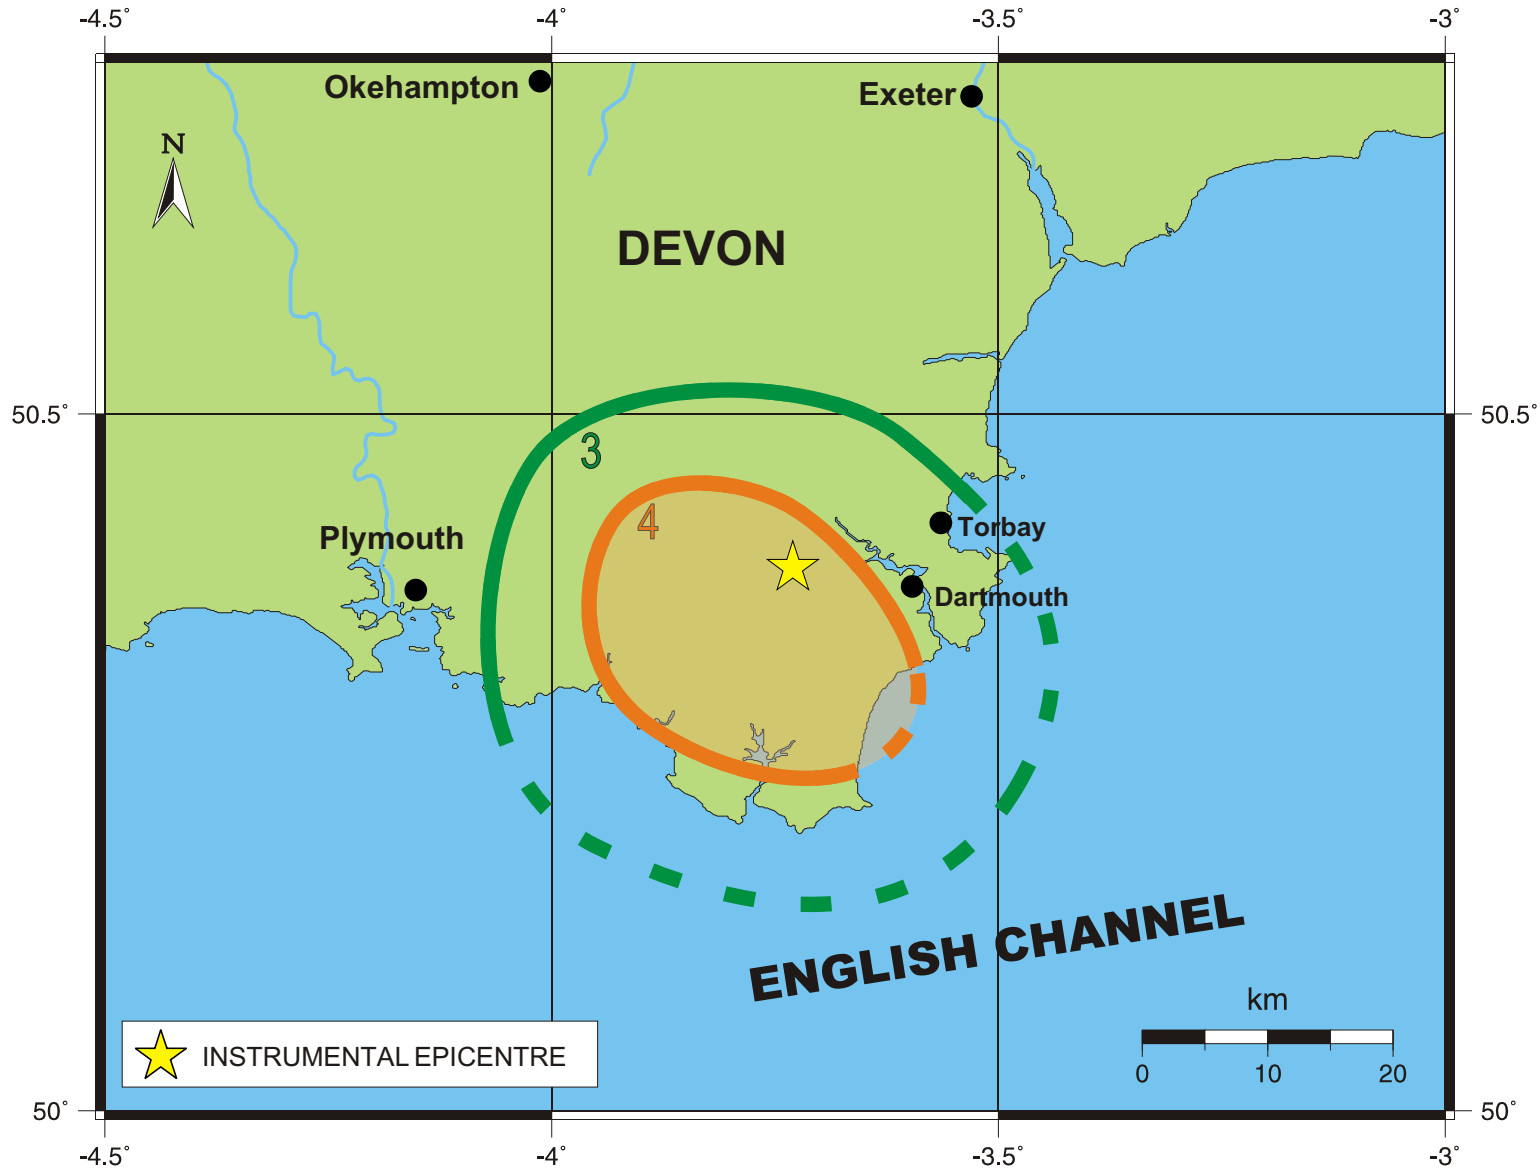 -4.5° -4° -3.5° -3°
Okehampton
Exeter
N
DEVON
50.5° 50.5°
3
4
Torbay
Plymouth
Dartmouth
ENGLISH CHANNEL
km
INSTRUMENTAL EPICENTRE
0 10 20
50° 50°
-4.5° -4° -3.5° -3°